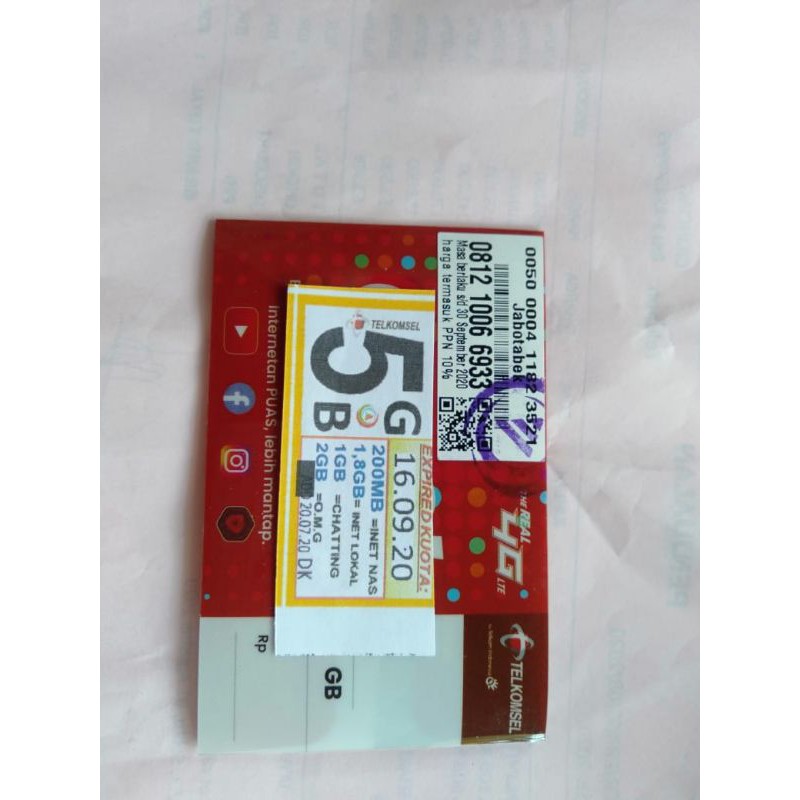 0050 0004 1182/3521
Jabotabek
0812 1006 6933
Masa berlaku s/d 30 September 2020
harga termasuk PPN 10%
THE REAL
4G LTE
TELKOMSEL
TELKOMSEL
5GB
EXPIRED KUOTA:
16.09.20
200MB =INET NAS
1,8GB= INET LOKAL
1GB =CHATTING
2GB =O.M.G
20.07.20 DK
Internetan PUAS, lebih mantap.
GB
Rp